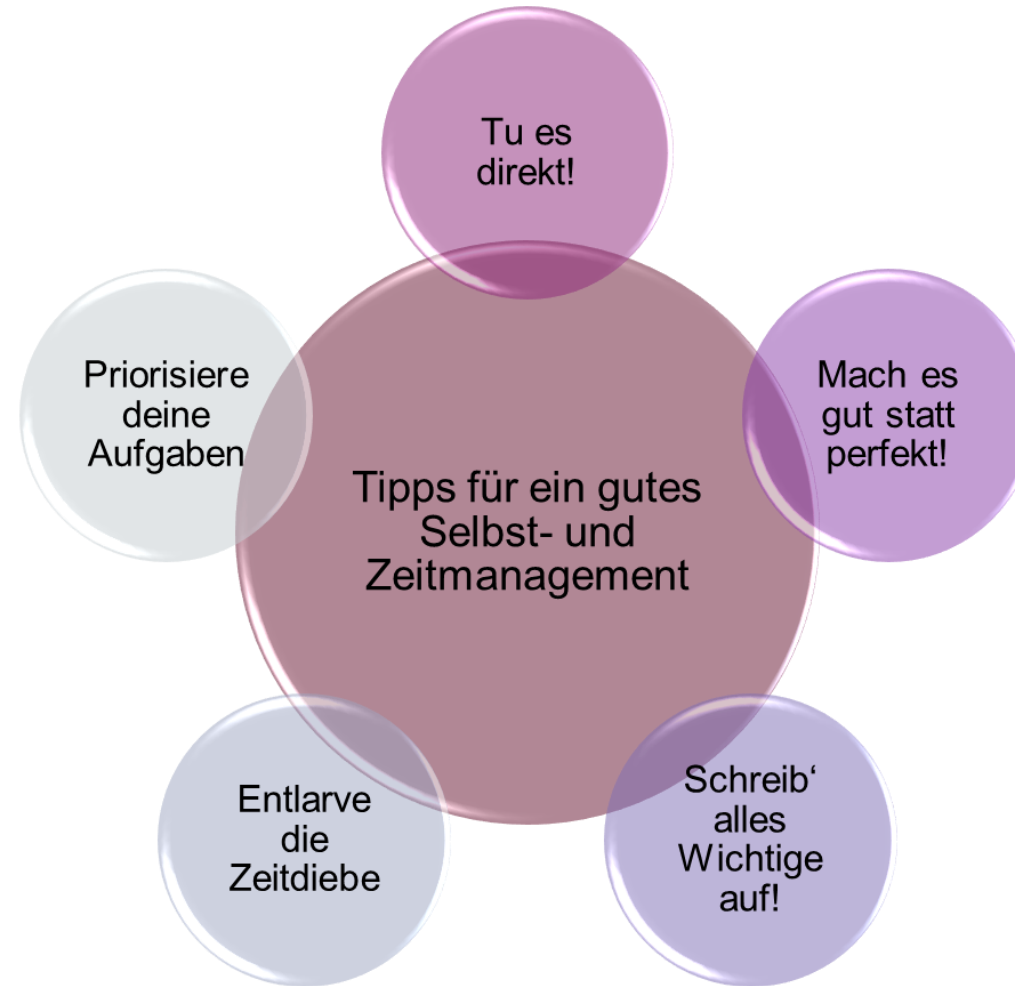 Tu es
direkt!
Mach es
gut statt
perfekt!
Schreib‘
alles
Wichtige
auf!
Entlarve
die
Zeitdiebe
Priorisiere
deine
Aufgaben
Tipps für ein gutes
Selbst- und
Zeitmanagement